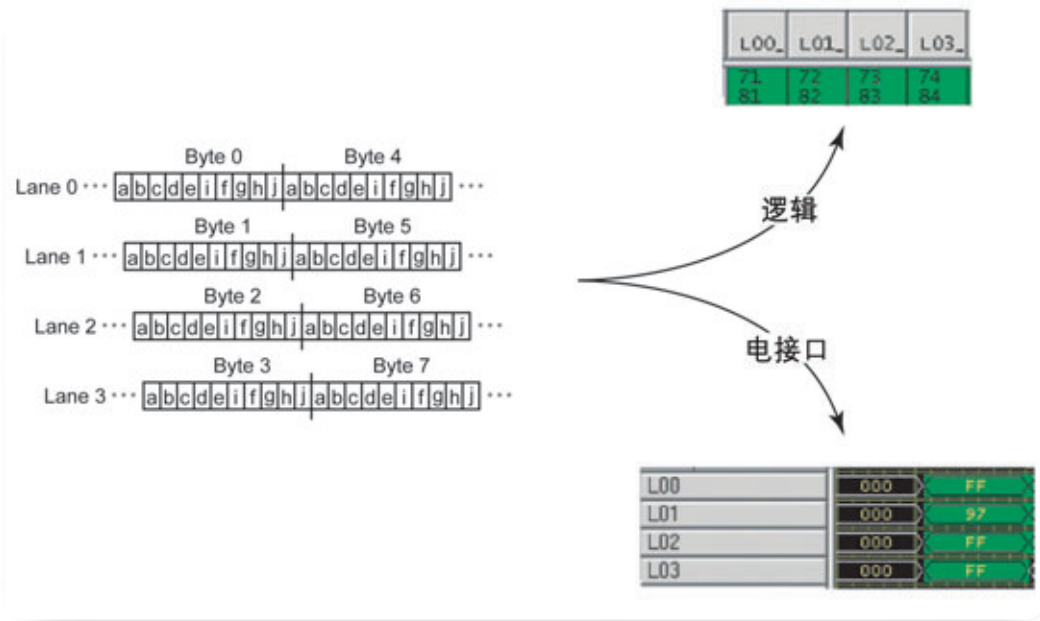 L00_ L01_ L02_ L03_
71 72 73 74
81 82 83 84
Byte 0 Byte 4
Lane 0 ··· a b c d e i f g h j a b c d e i f g h j ···
Byte 1 Byte 5
Lane 1 ··· a b c d e i f g h j a b c d e i f g h j ···
Byte 2 Byte 6
Lane 2 ··· a b c d e i f g h j a b c d e i f g h j ···
Byte 3 Byte 7
Lane 3 ··· a b c d e i f g h j a b c d e i f g h j ···
逻辑
电接口
L00 000 FF
L01 000 97
L02 000 FF
L03 000 FF